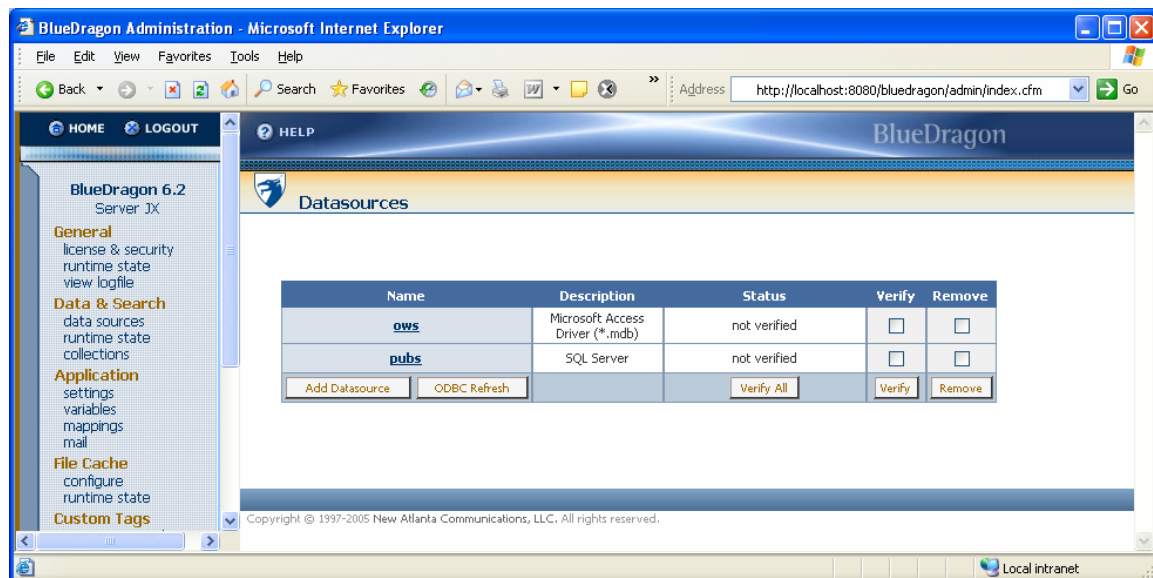 BlueDragon Administration - Microsoft Internet Explorer
File Edit View Favorites Tools Help
Back Search Favorites » Address http://localhost:8080/bluedragon/admin/index.cfm Go
HOME LOGOUT
HELP
BlueDragon
BlueDragon 6.2
Server JX
General
license & security
runtime state
view logfile
Data & Search
data sources
runtime state
collections
Application
settings
variables
mappings
mail
File Cache
configure
runtime state
Custom Tags
Datasources
Name Description Status Verify Remove
ows Microsoft Access Driver (*.mdb) not verified
pubs SQL Server not verified
Add Datasource ODBC Refresh Verify All Verify Remove
Copyright © 1997-2005 New Atlanta Communications, LLC. All rights reserved.
Local intranet